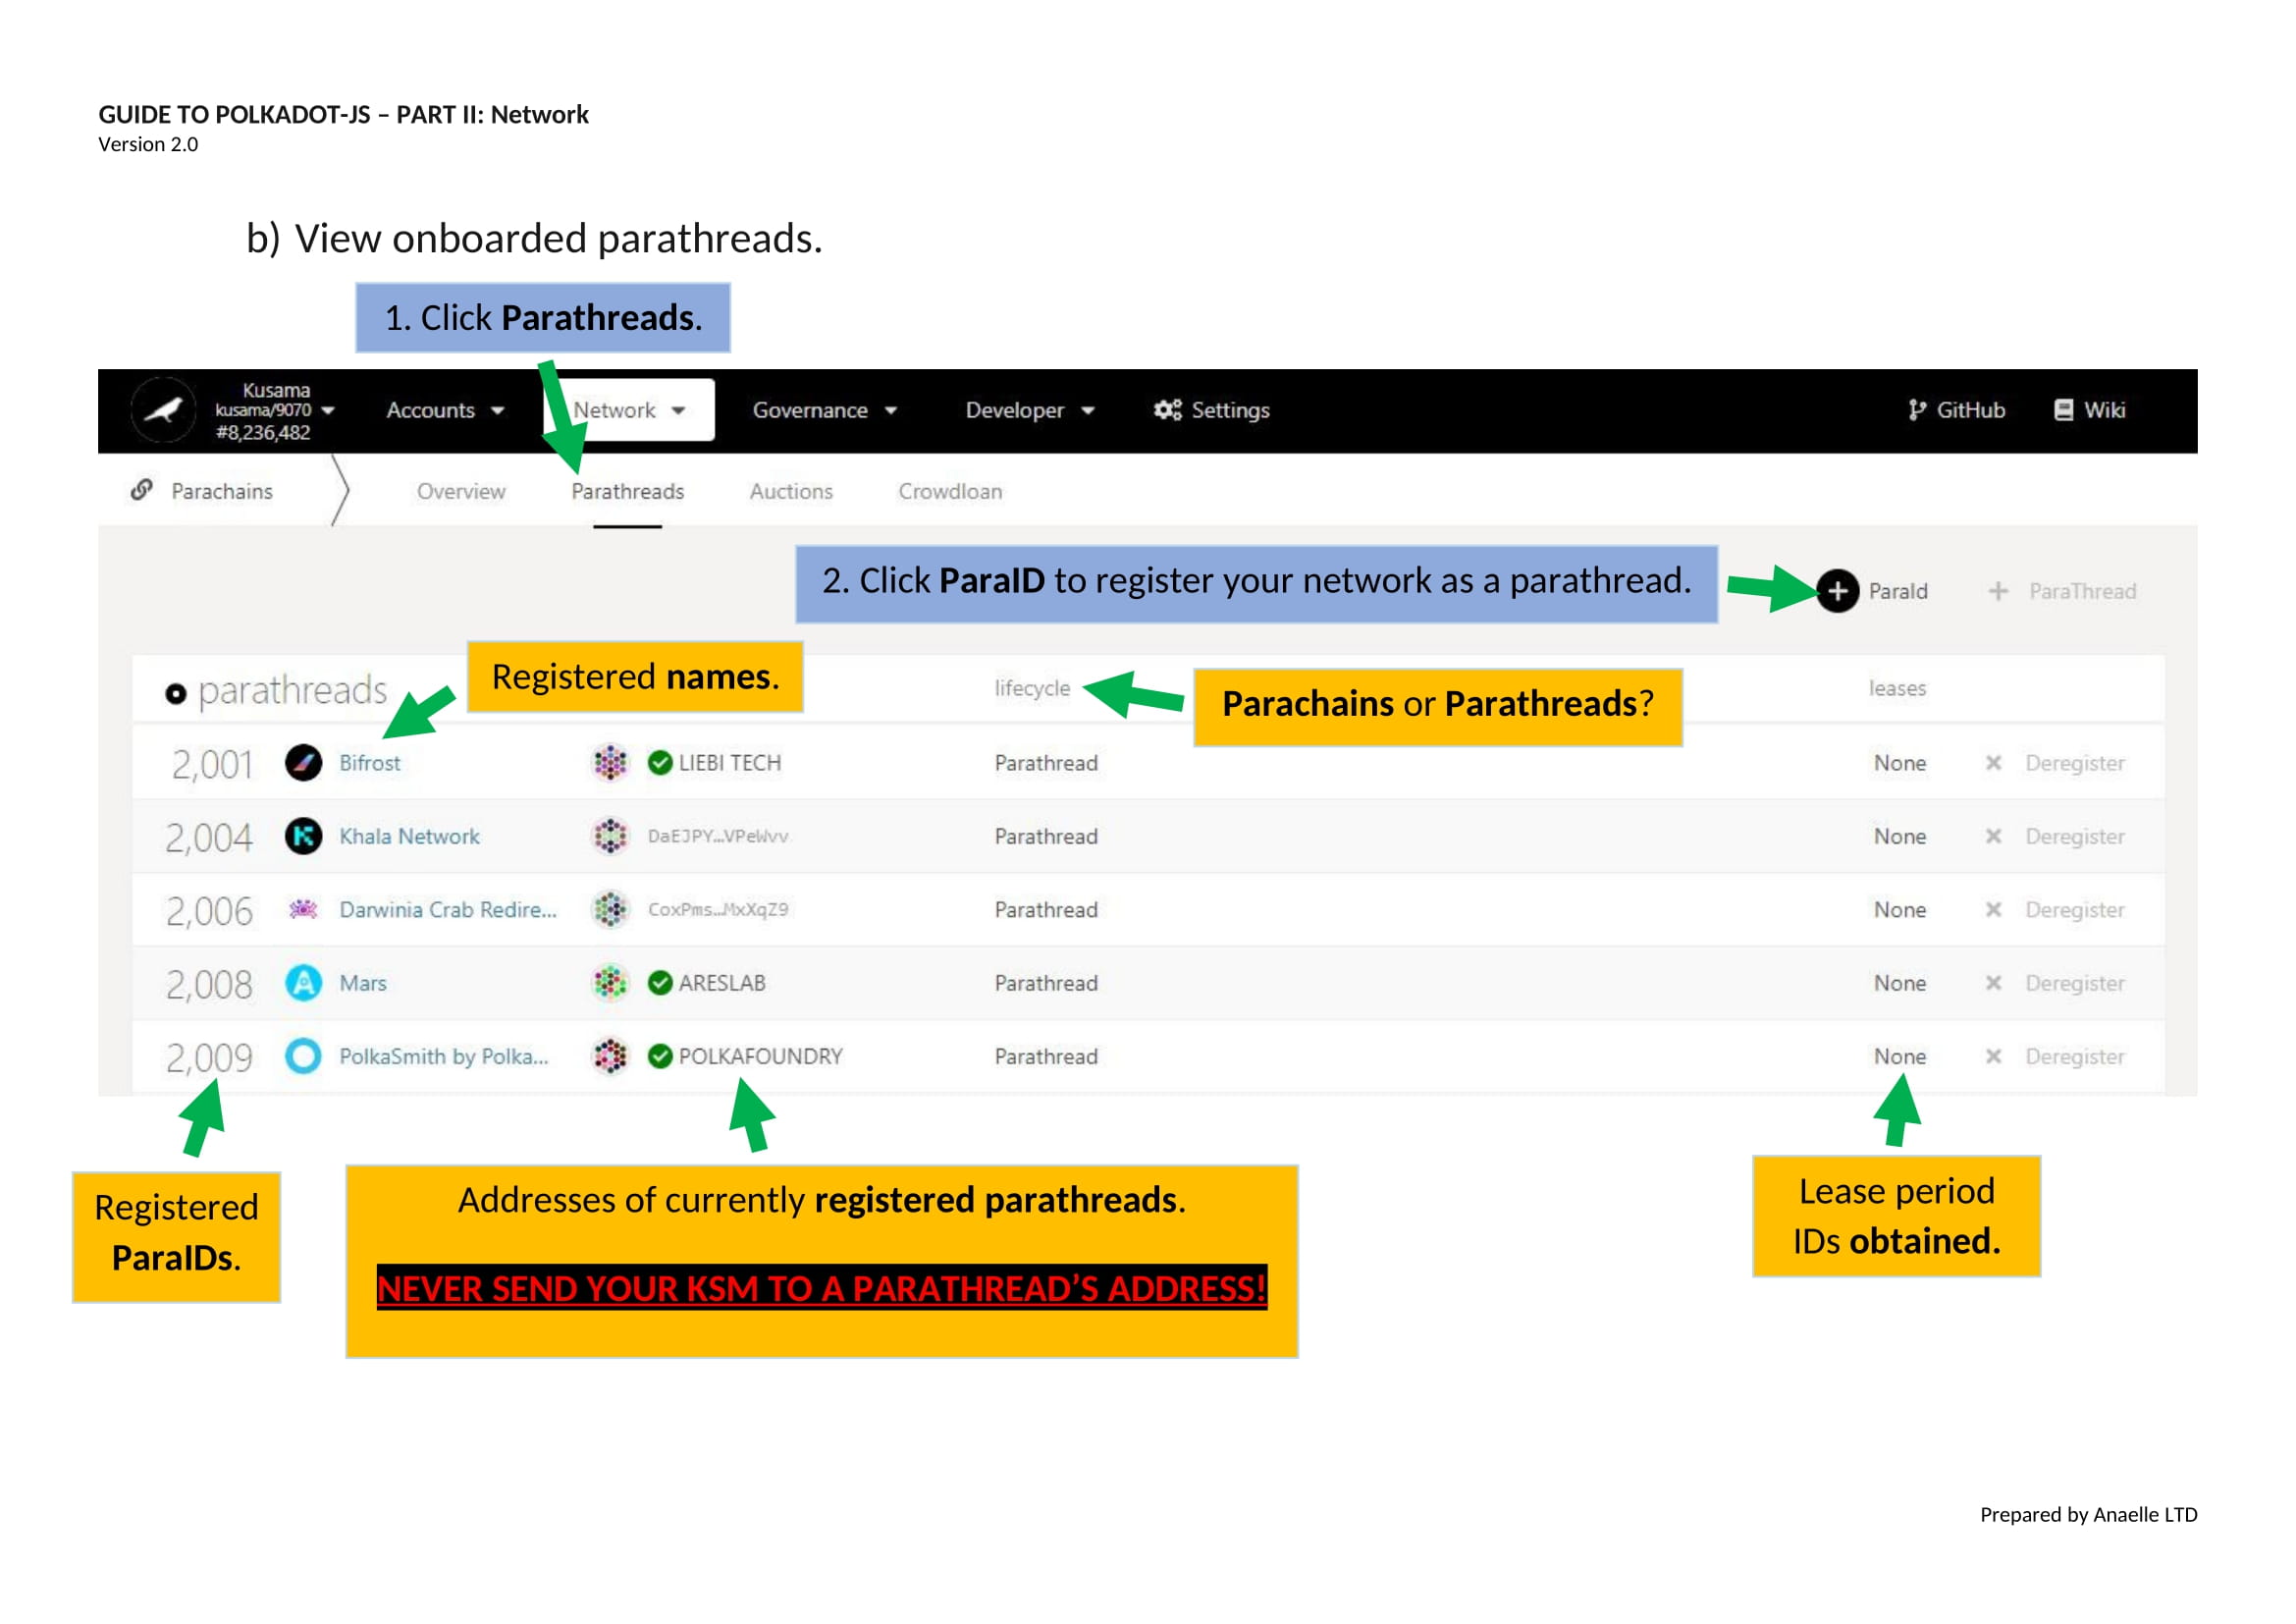 GUIDE TO POLKADOT-JS – PART II: Network
Version 2.0
b) View onboarded parathreads.
1. Click Parathreads.
Kusama
kusama/9070
#8,236,482
Accounts
Network
Governance
Developer
Settings
GitHub
Wiki
Parachains
Overview
Parathreads
Auctions
Crowdloan
2. Click ParaID to register your network as a parathread.
ParaId
ParaThread
Registered names.
parathreads
lifecycle
Parachains or Parathreads?
leases
2,001 Bifrost LIEBI TECH Parathread None Deregister
2,004 Khala Network DaEJPY...VPeWvv Parathread None Deregister
2,006 Darwinia Crab Redire... CoxPms...MxXqZ9 Parathread None Deregister
2,008 Mars ARESLAB Parathread None Deregister
2,009 PolkaSmith by Polka... POLKAFOUNDRY Parathread None Deregister
Registered
ParaIDs.
Addresses of currently registered parathreads.
NEVER SEND YOUR KSM TO A PARATHREAD’S ADDRESS!
Lease period
IDs obtained.
Prepared by Anaelle LTD